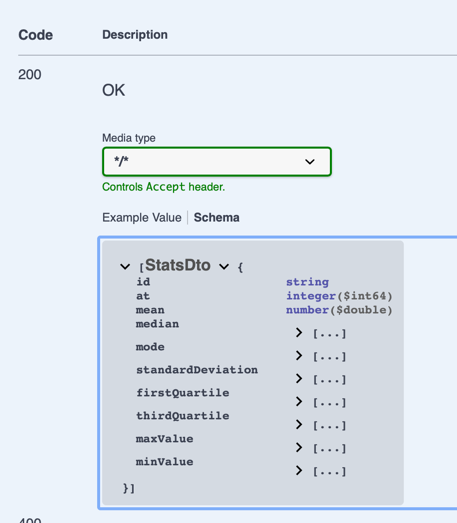 Code Description
200
OK
Media type
*/*
Controls Accept header.
Example Value Schema
[StatsDto {
id string
at integer($int64)
mean number($double)
median [...]
mode [...]
standardDeviation [...]
firstQuartile [...]
thirdQuartile [...]
maxValue [...]
minValue [...]
}]
400